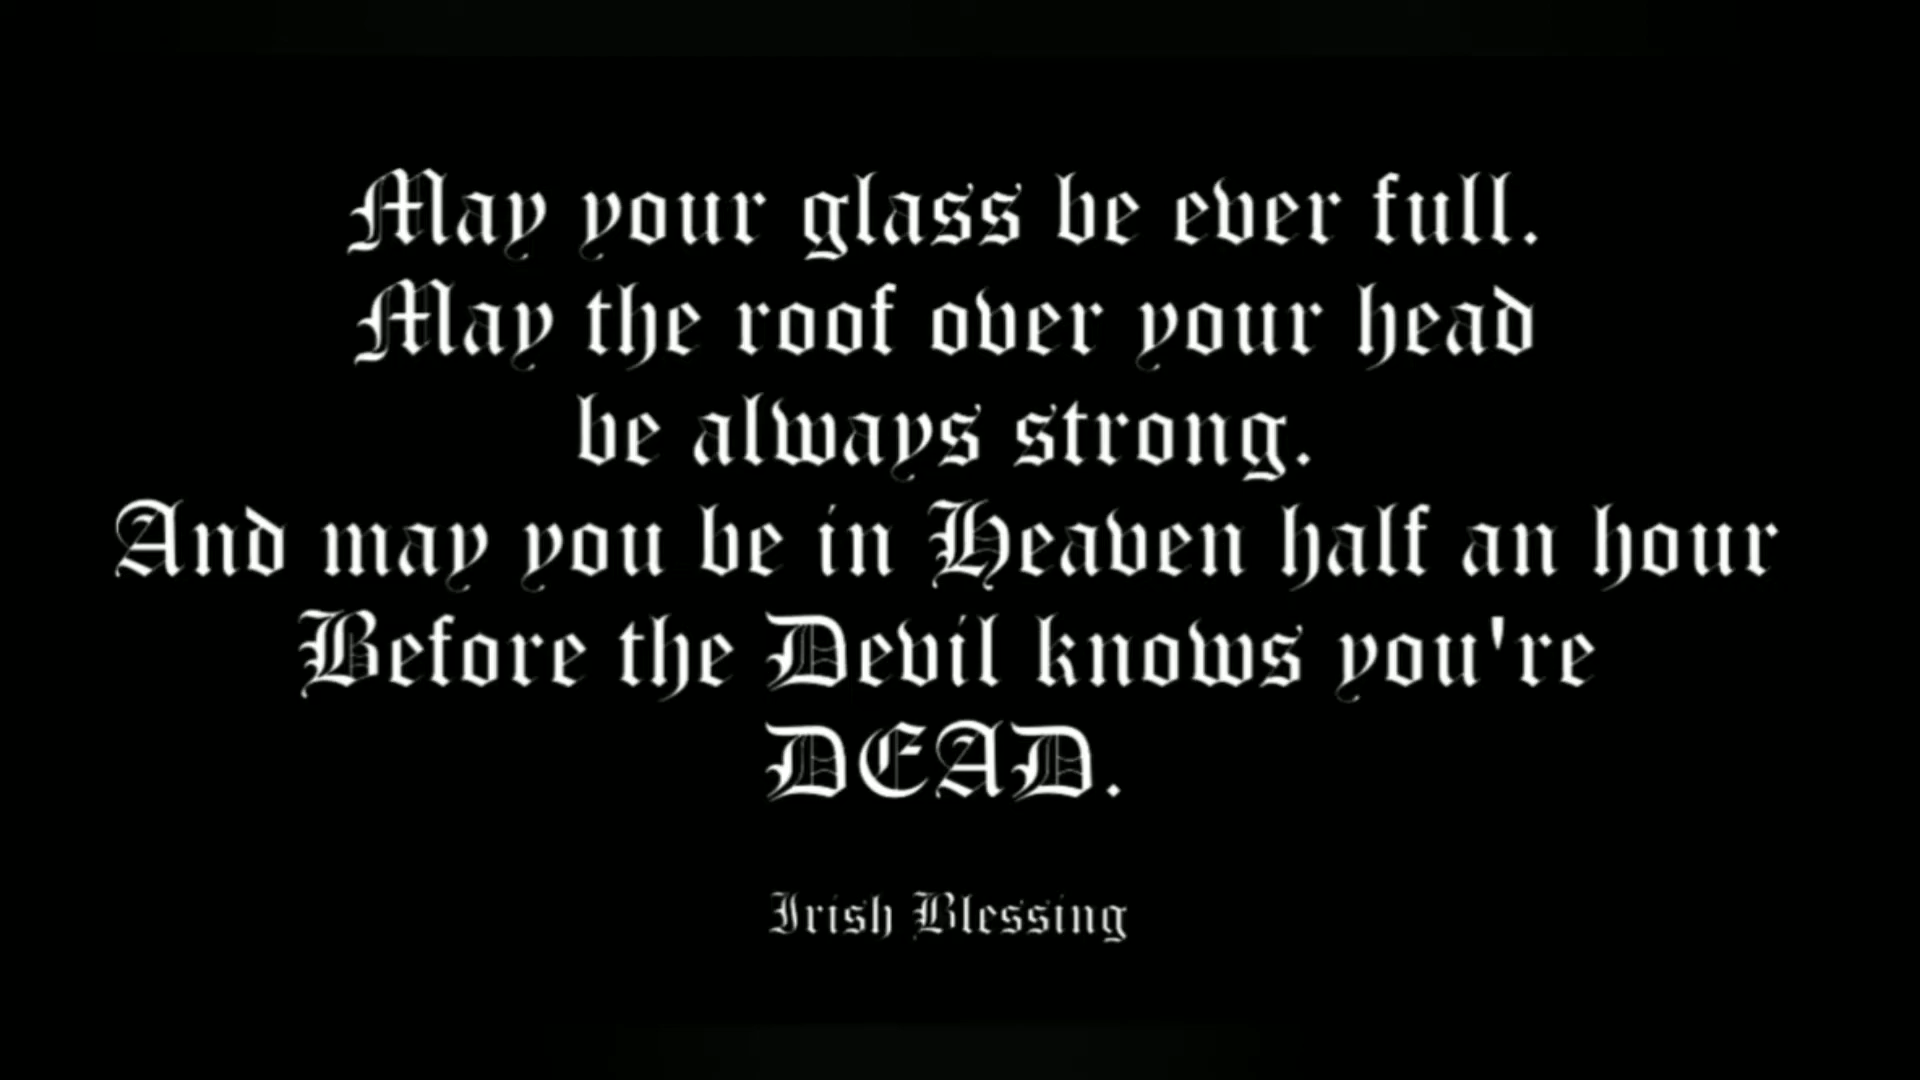 May your glass be ever full.
May the roof over your head
be always strong.
And may you be in Heaven half an hour
Before the Devil knows you're
DEAD.
Irish Blessing